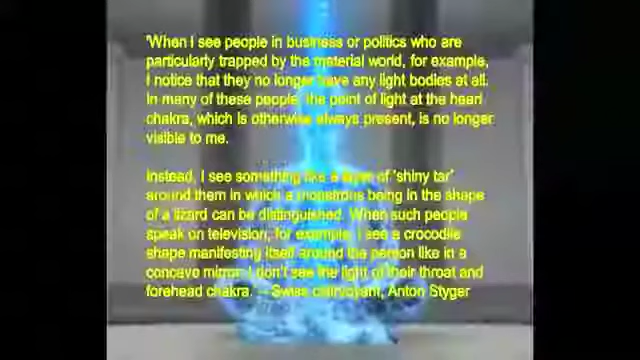 'When I see people in business or politics who are
particularly trapped by the material world, for example,
I notice that they no longer have any light bodies at all.
In many of these people, the point of light at the heart
chakra, which is otherwise always present, is no longer
visible to me.
Instead, I see something like a layer of 'shiny tar'
around them in which a monstrous being in the shape
of a lizard can be distinguished. When such people
speak on television, for example, I see a crocodile
shape manifesting itself around the person like in a
concave mirror. I don't see the light of their throat and
forehead chakra.' – Swiss clairvoyant, Anton Styger